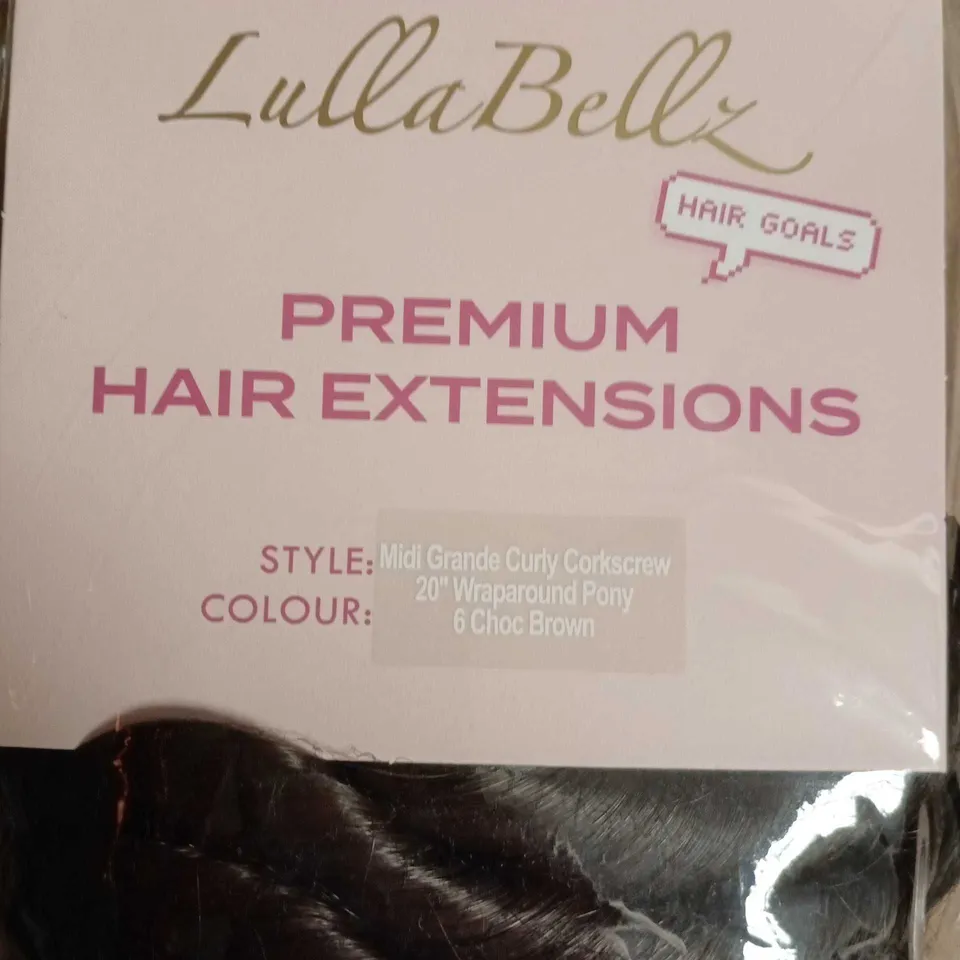 LullaBellz
HAIR GOALS
PREMIUM
HAIR EXTENSIONS
STYLE: Midi Grande Curly Corkscrew
20" Wraparound Pony
COLOUR: 6 Choc Brown